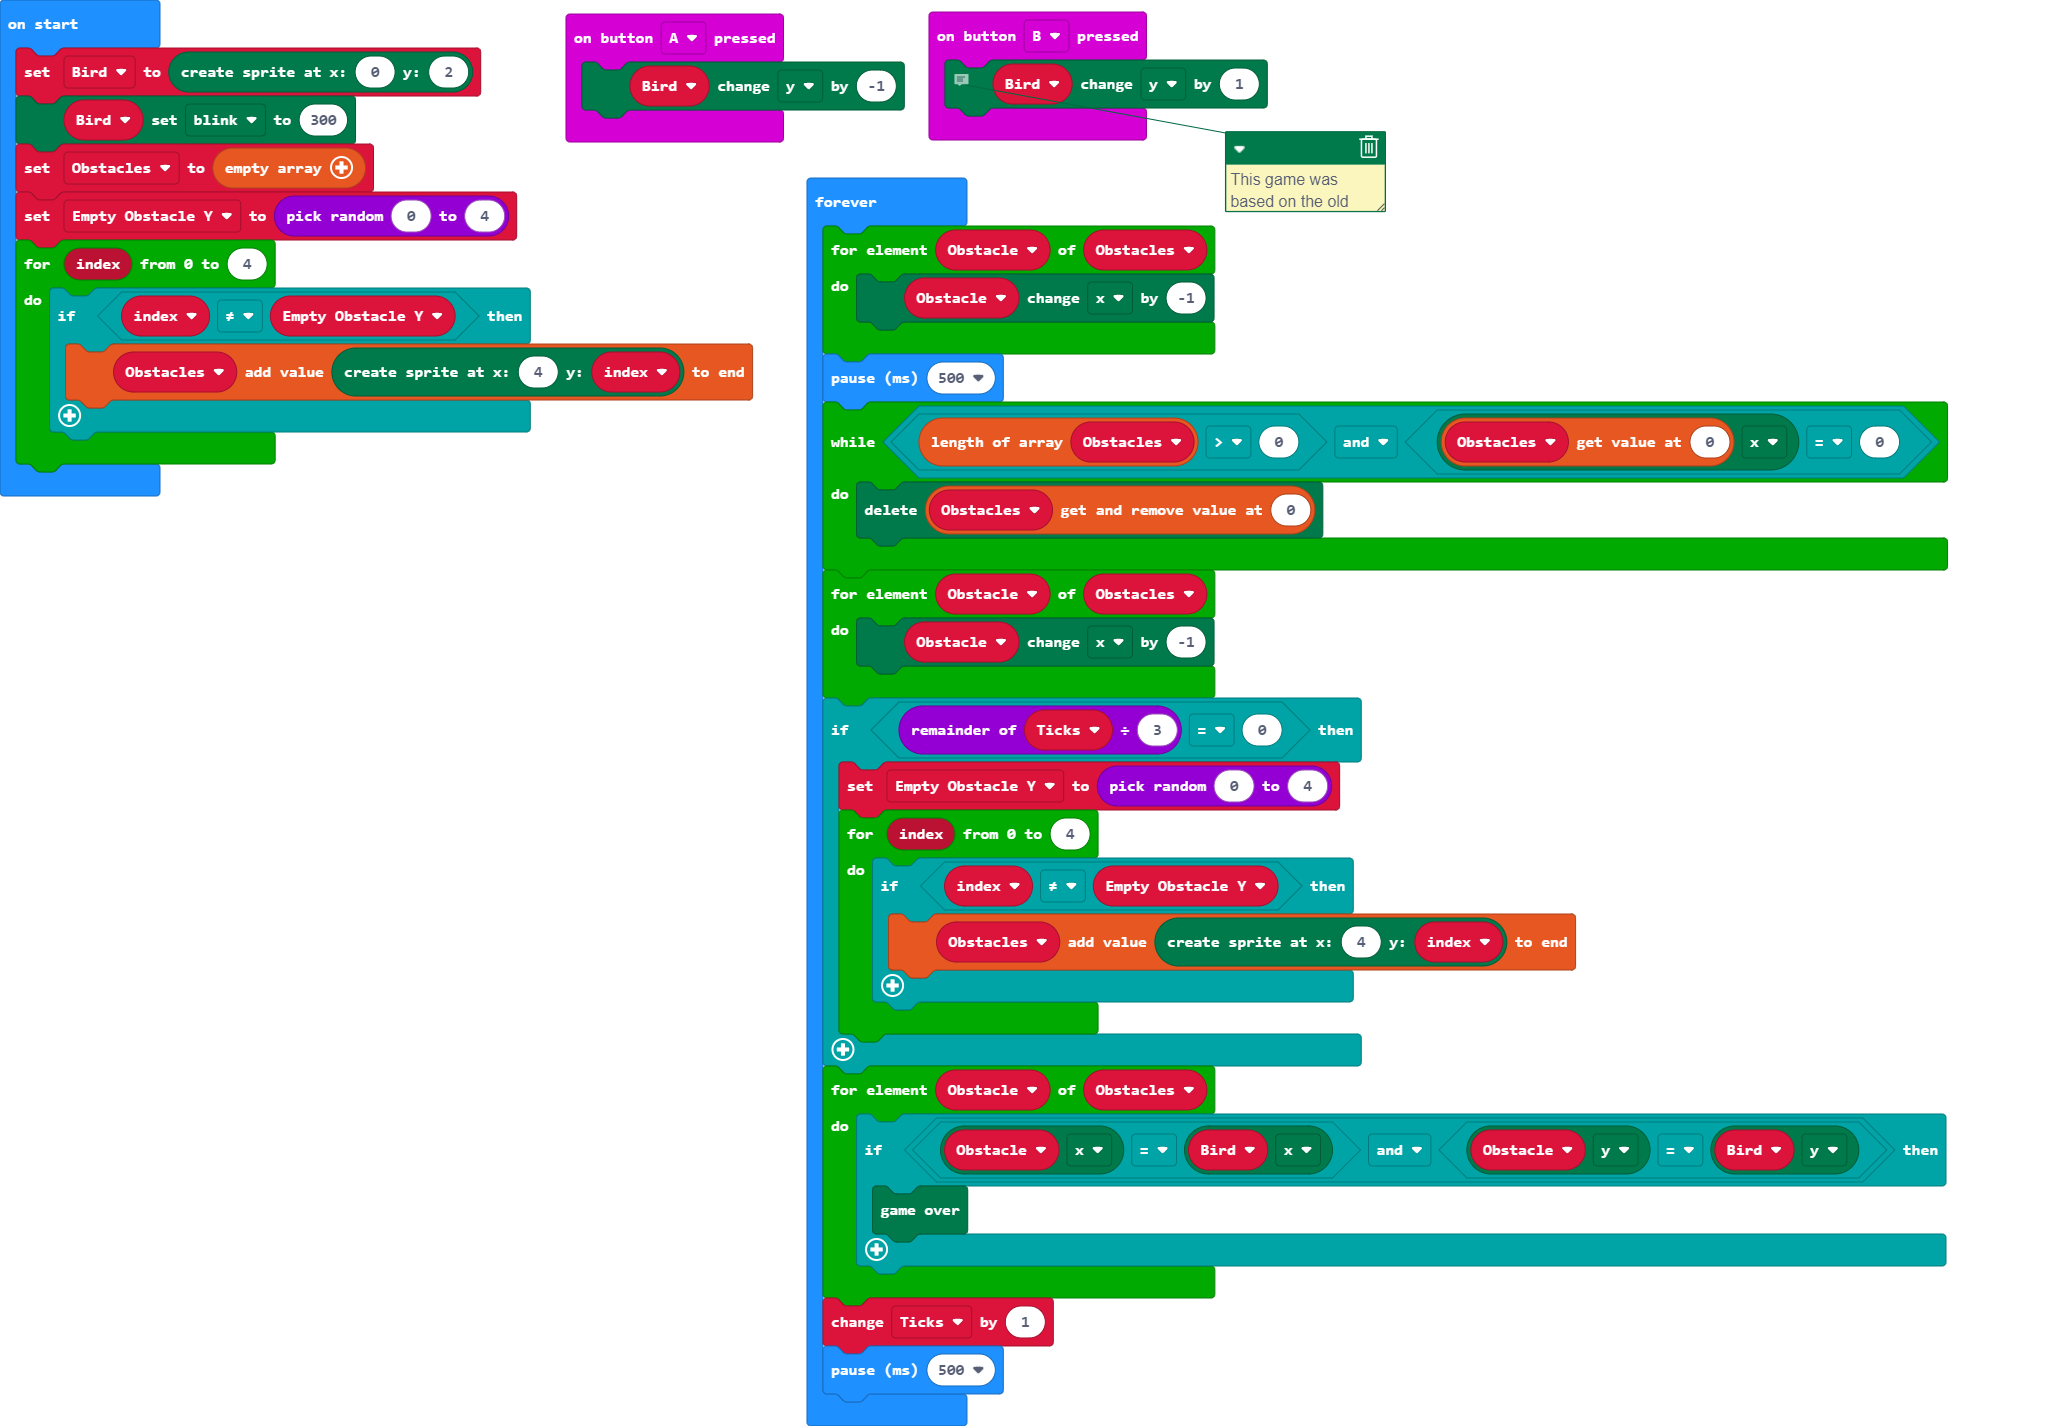 on start
set Bird to create sprite at x: 0 y: 2
Bird set blink to 300
set Obstacles to empty array
set Empty Obstacle Y to pick random 0 to 4
for index from 0 to 4
do
if index ≠ Empty Obstacle Y then
Obstacles add value create sprite at x: 4 y: index to end
on button A pressed
Bird change y by -1
on button B pressed
Bird change y by 1
This game was
based on the old
forever
for element Obstacle of Obstacles
do
Obstacle change x by -1
pause (ms) 500
while length of array Obstacles > 0 and Obstacles get value at 0 x = 0
do
delete Obstacles get and remove value at 0
for element Obstacle of Obstacles
do
Obstacle change x by -1
if remainder of Ticks ÷ 3 = 0 then
set Empty Obstacle Y to pick random 0 to 4
for index from 0 to 4
do
if index ≠ Empty Obstacle Y then
Obstacles add value create sprite at x: 4 y: index to end
for element Obstacle of Obstacles
do
if Obstacle x = Bird x and Obstacle y = Bird y then
game over
change Ticks by 1
pause (ms) 500